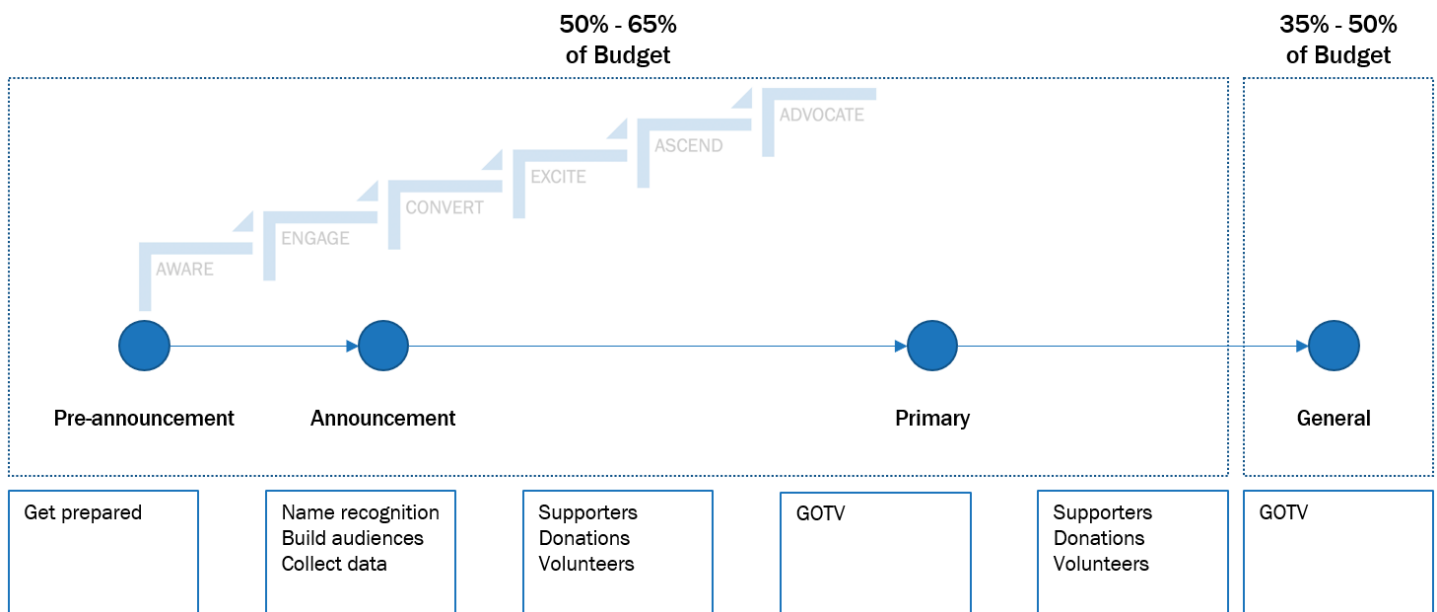 50% - 65%
of Budget
35% - 50%
of Budget
ADVOCATE
ASCEND
EXCITE
CONVERT
ENGAGE
AWARE
Pre-announcement
Announcement
Primary
General
Get prepared
Name recognition
Build audiences
Collect data
Supporters
Donations
Volunteers
GOTV
Supporters
Donations
Volunteers
GOTV